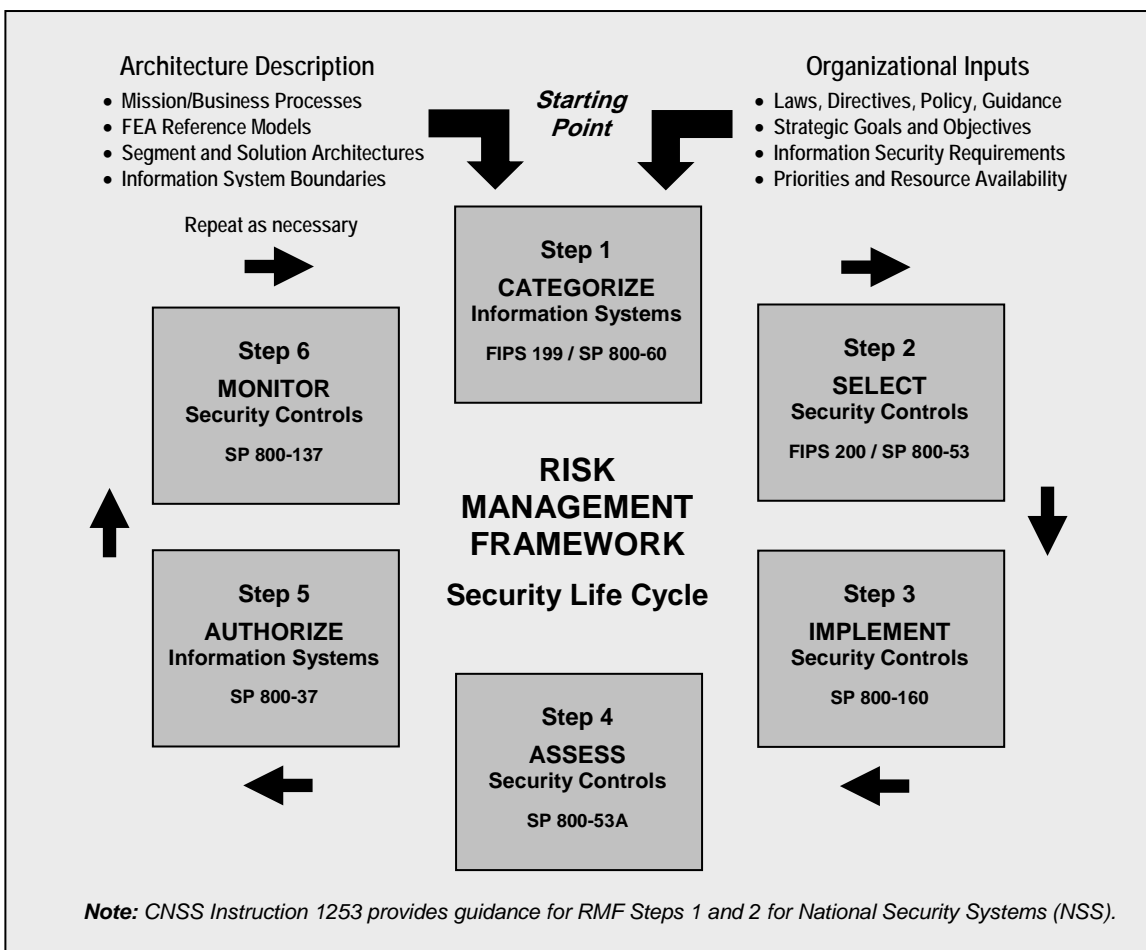 Architecture Description
• Mission/Business Processes
• FEA Reference Models
• Segment and Solution Architectures
• Information System Boundaries
Starting
Point
Organizational Inputs
• Laws, Directives, Policy, Guidance
• Strategic Goals and Objectives
• Information Security Requirements
• Priorities and Resource Availability
Repeat as necessary
Step 1
CATEGORIZE
Information Systems
FIPS 199 / SP 800-60
Step 2
SELECT
Security Controls
FIPS 200 / SP 800-53
Step 3
IMPLEMENT
Security Controls
SP 800-160
Step 4
ASSESS
Security Controls
SP 800-53A
Step 5
AUTHORIZE
Information Systems
SP 800-37
Step 6
MONITOR
Security Controls
SP 800-137
RISK
MANAGEMENT
FRAMEWORK
Security Life Cycle
Note: CNSS Instruction 1253 provides guidance for RMF Steps 1 and 2 for National Security Systems (NSS).